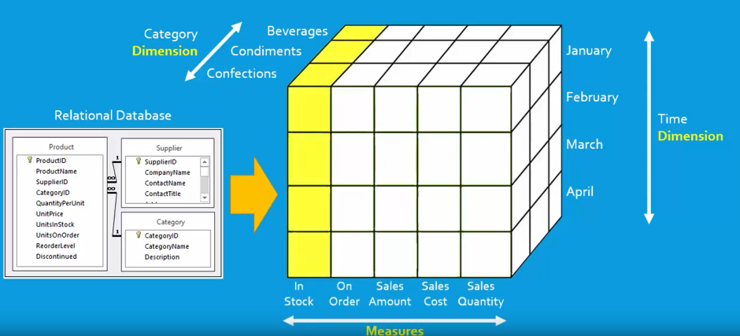 Category
Dimension
Beverages
Condiments
Confections
January
February
March
April
Time
Dimension
Relational Database
Product
ProductID
ProductName
SupplierID
CategoryID
QuantityPerUnit
UnitPrice
UnitsInStock
UnitsOnOrder
ReorderLevel
Discontinued
Supplier
SupplierID
CompanyName
ContactName
ContactTitle
Category
CategoryID
CategoryName
Description
1
∞
∞
1
In
Stock
On
Order
Sales
Amount
Sales
Cost
Sales
Quantity
Measures